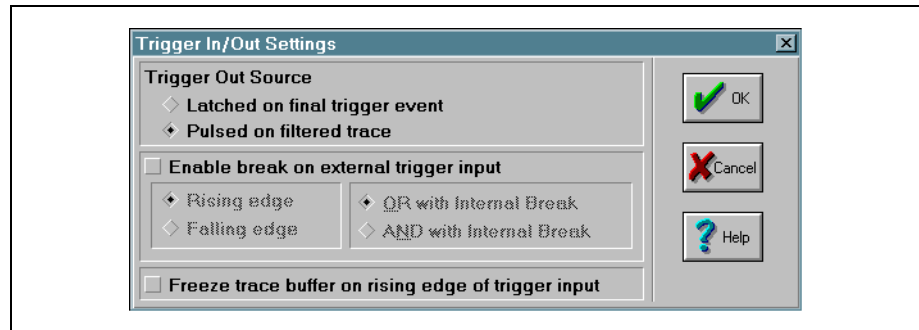 Trigger In/Out Settings
Trigger Out Source
Latched on final trigger event
Pulsed on filtered trace
Enable break on external trigger input
Rising edge
Falling edge
OR with Internal Break
AND with Internal Break
Freeze trace buffer on rising edge of trigger input
OK
Cancel
Help